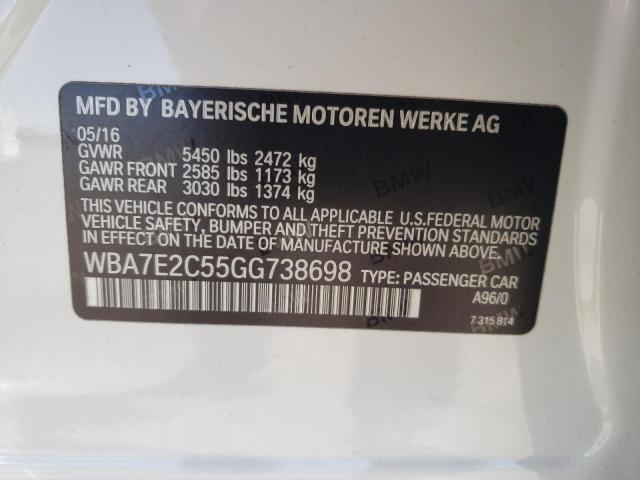 MFD BY BAYERISCHE MOTOREN WERKE AG
05/16
GVWR 5450 lbs 2472 kg
GAWR FRONT 2585 lbs 1173 kg
GAWR REAR 3030 lbs 1374 kg
THIS VEHICLE CONFORMS TO ALL APPLICABLE U.S.FEDERAL MOTOR
VEHICLE SAFETY, BUMPER AND THEFT PREVENTION STANDARDS
IN EFFECT ON THE DATE OF MANUFACTURE SHOWN ABOVE.
WBA7E2C55GG738698 TYPE: PASSENGER CAR
A96/0
7 315 814